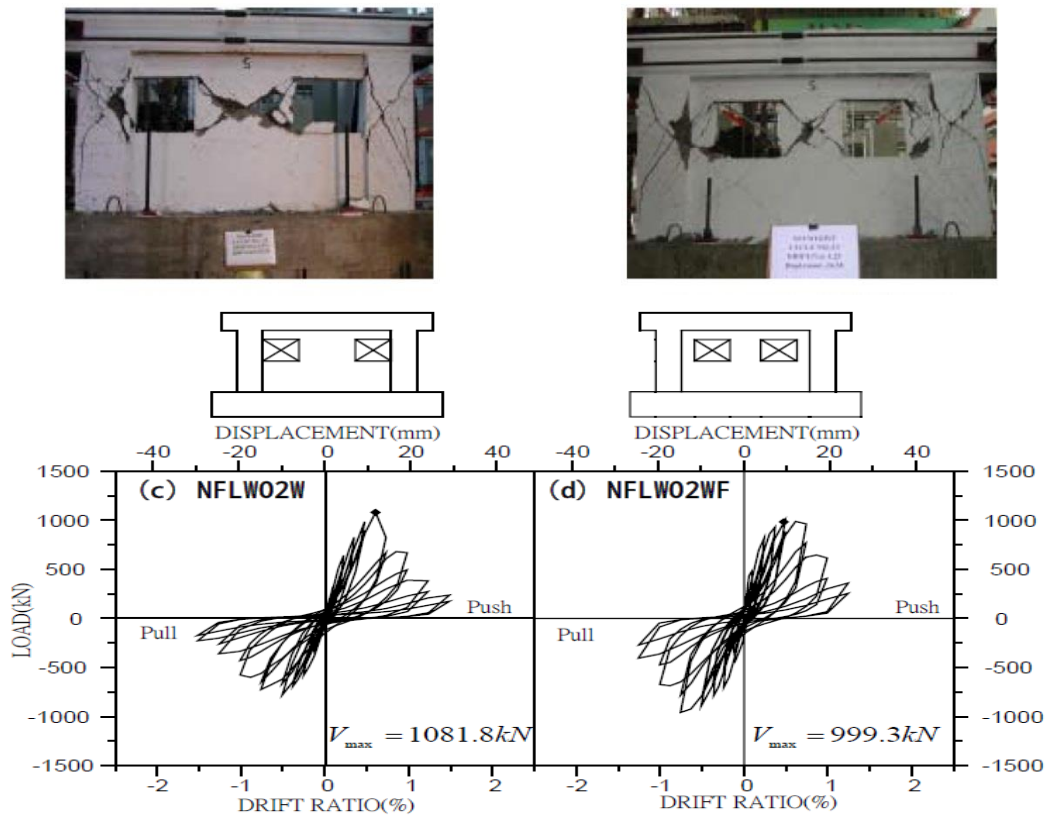 S
S
DISPLACEMENT(mm)
DISPLACEMENT(mm)
-40 -20 0 20 40
-20 0 20 40
1500
1000
500
0
-500
-1000
-1500
LOAD(kN)
(c) NFLWO2W
Push
Pull
Vmax = 1081.8kN
(d) NFLWO2WF
Push
Pull
Vmax = 999.3kN
1500
1000
500
0
-500
-1000
-1500
-2 -1 0 1 2
-2 -1 0 1 2
DRIFT RATIO(%)
DRIFT RATIO(%)